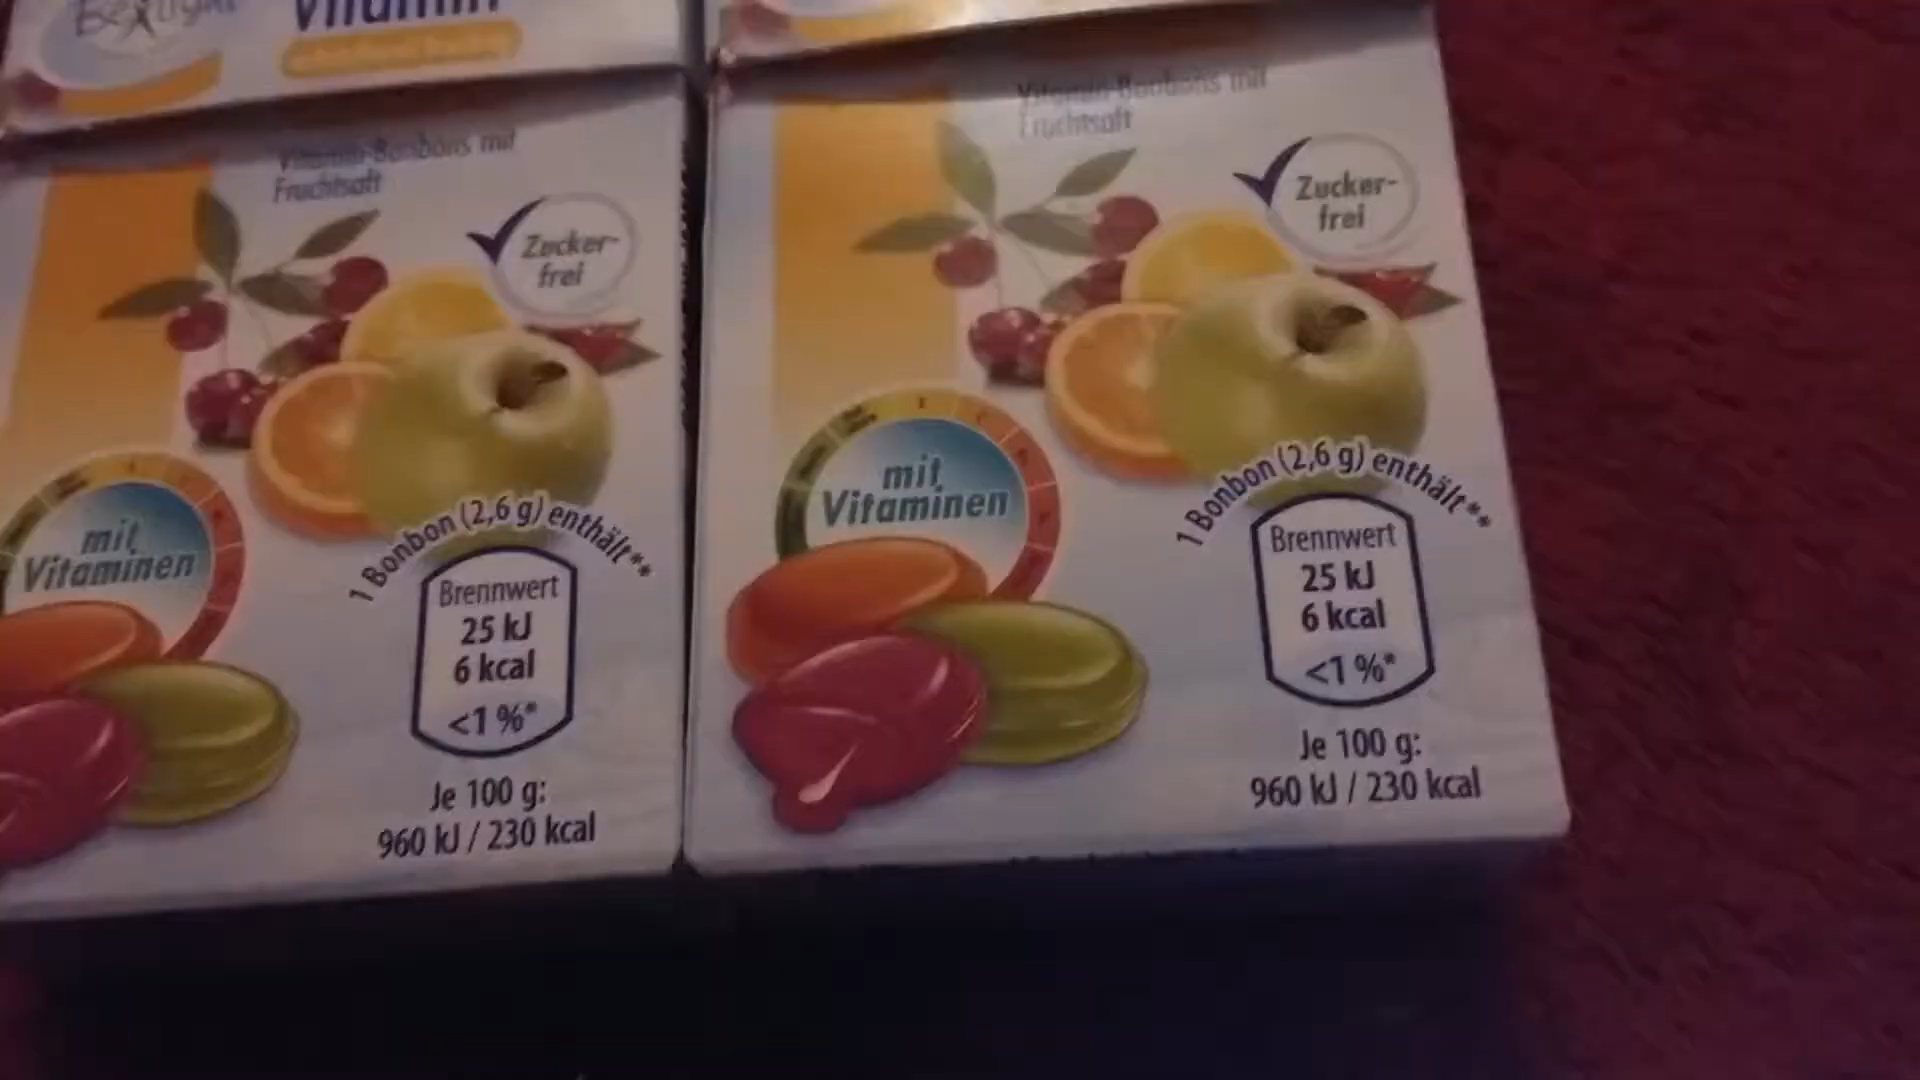 Be light
Vitamin
Vitamin-Bonbons mit
Fruchtsaft
Zucker-
frei
mit
Vitaminen
1 Bonbon (2,6 g) enthält**
Brennwert
25 kJ
6 kcal
<1 %*
Je 100 g:
960 kJ / 230 kcal
Vitamin-Bonbons mit
Fruchtsaft
Zucker-
frei
mit
Vitaminen
1 Bonbon (2,6 g) enthält**
Brennwert
25 kJ
6 kcal
<1 %*
Je 100 g:
960 kJ / 230 kcal